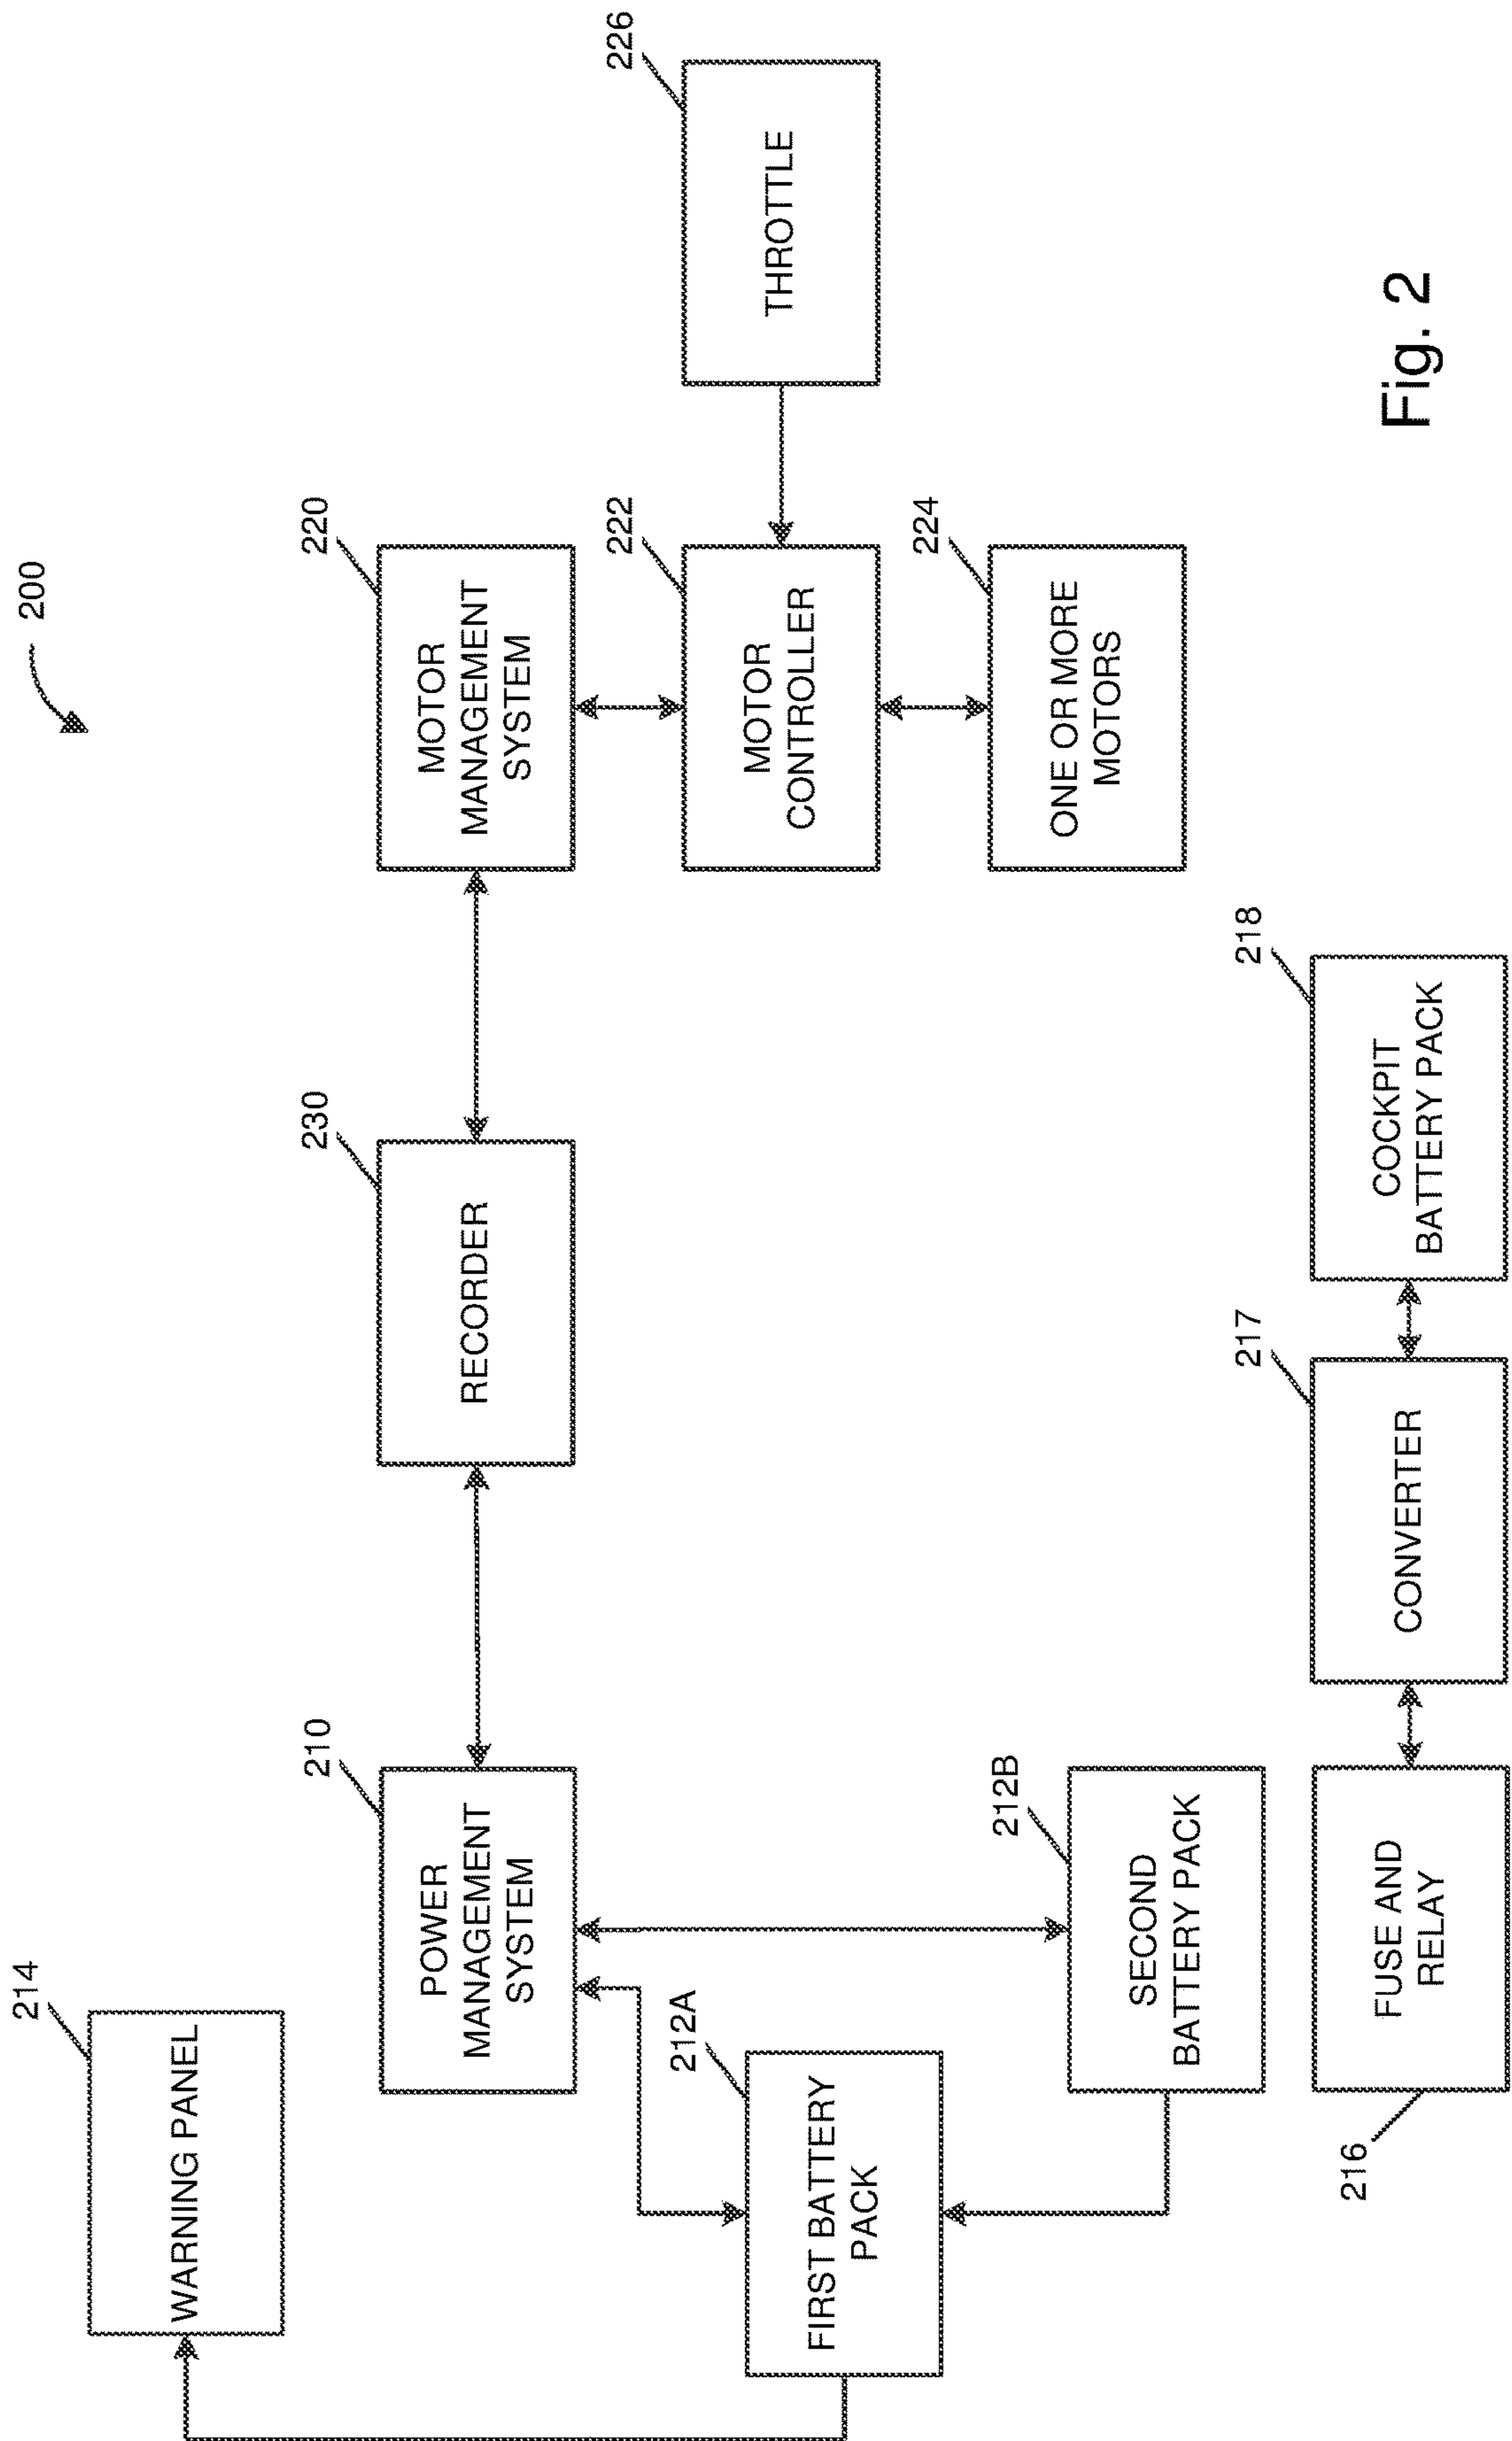 200
214
WARNING PANEL
210
POWER
MANAGEMENT
SYSTEM
230
RECORDER
220
MOTOR
MANAGEMENT
SYSTEM
212A
FIRST BATTERY
PACK
222
MOTOR
CONTROLLER
226
THROTTLE
212B
SECOND
BATTERY PACK
224
ONE OR MORE
MOTORS
216
FUSE AND
RELAY
217
CONVERTER
218
COCKPIT
BATTERY PACK
Fig. 2